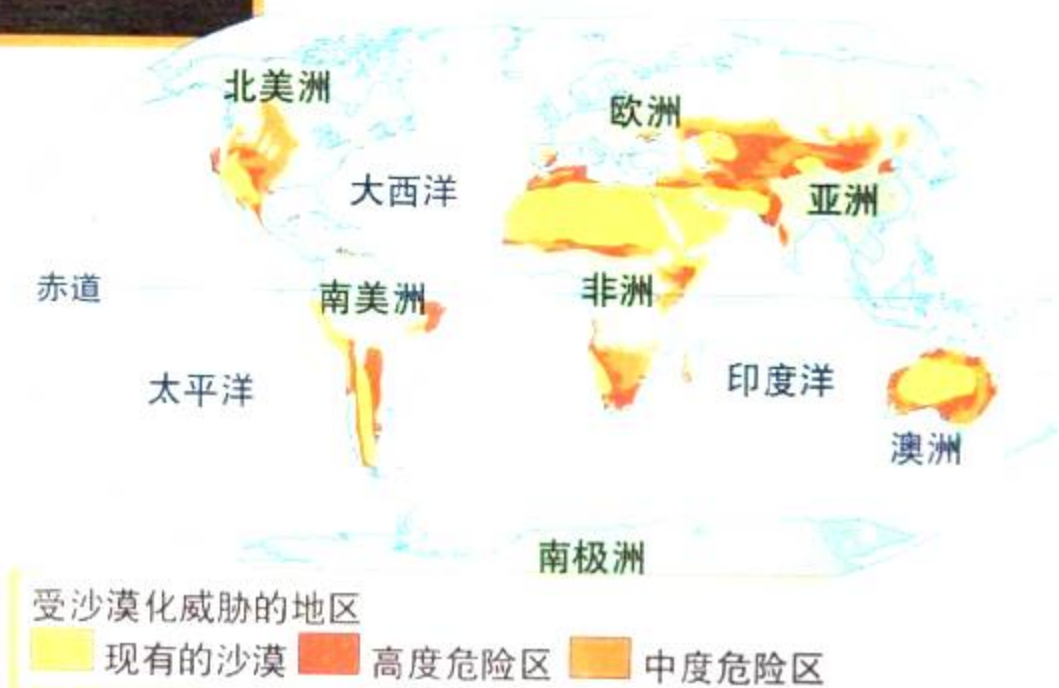 北美洲
欧洲
大西洋
亚洲
赤道
南美洲
非洲
太平洋
印度洋
澳洲
南极洲
受沙漠化威胁的地区
现有的沙漠 高度危险区 中度危险区